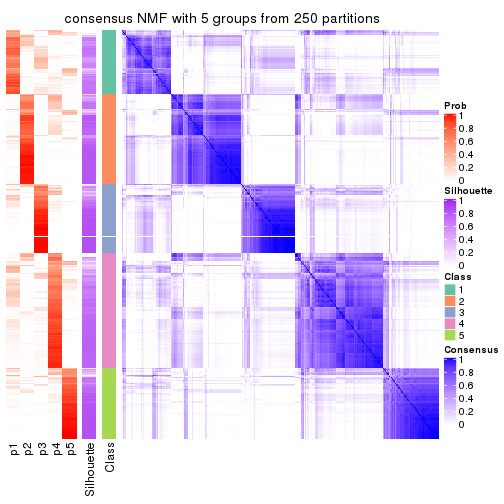 consensus NMF with 5 groups from 250 partitions
Prob
1
0.8
0.6
0.4
0.2
0
Silhouette
1
0.8
0.6
0.4
0.2
0
Class
1
2
3
4
5
Consensus
1
0.8
0.6
0.4
0.2
0
p1
p2
p3
p4
p5
Silhouette
Class